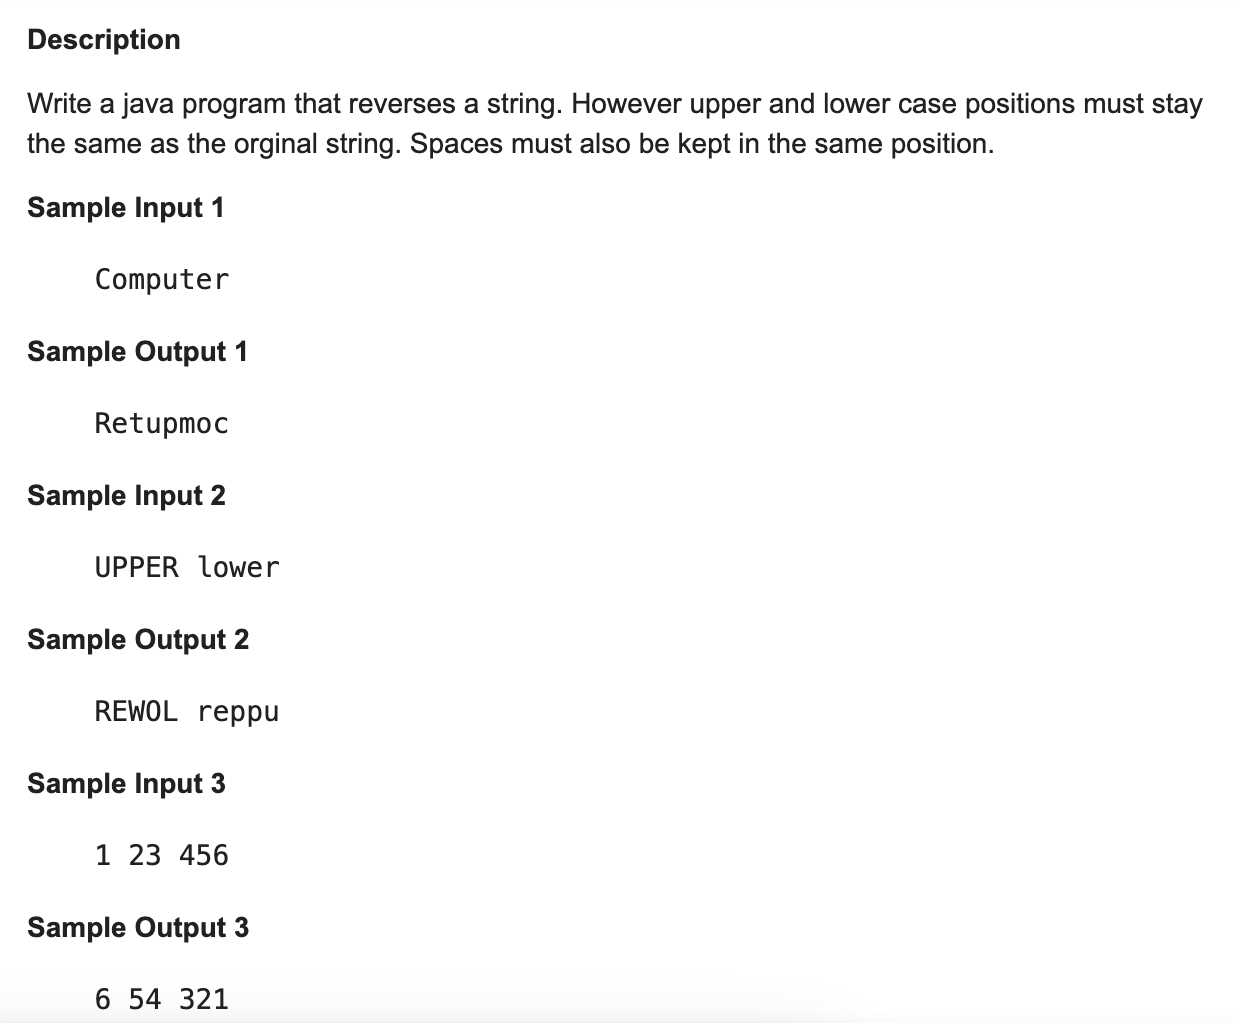 Description
Write a java program that reverses a string. However upper and lower case positions must stay
the same as the orginal string. Spaces must also be kept in the same position.
Sample Input 1
Computer
Sample Output 1
Retupmoc
Sample Input 2
UPPER lower
Sample Output 2
REWOL reppu
Sample Input 3
1 23 456
Sample Output 3
6 54 321